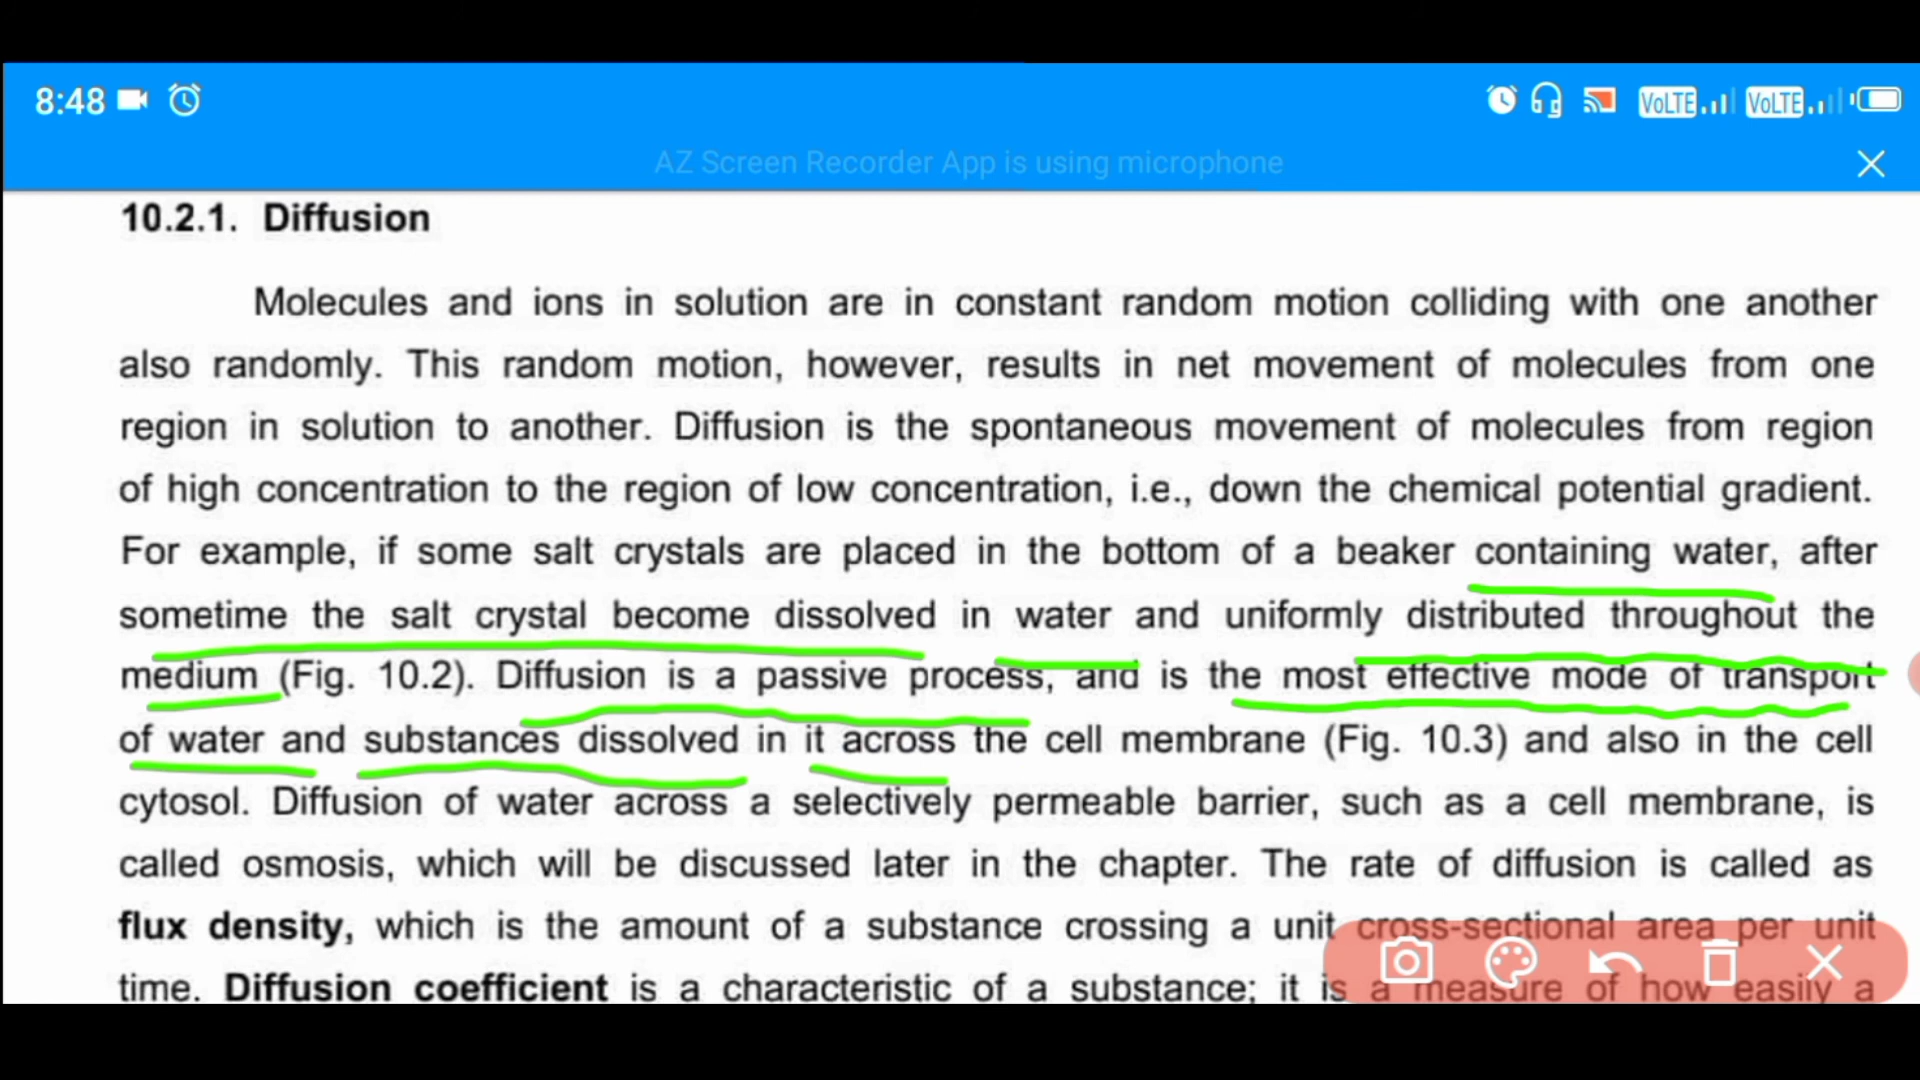 8:48 VoLTE VoLTE
AZ Screen Recorder App is using microphone
10.2.1. Diffusion
Molecules and ions in solution are in constant random motion colliding with one another
also randomly. This random motion, however, results in net movement of molecules from one
region in solution to another. Diffusion is the spontaneous movement of molecules from region
of high concentration to the region of low concentration, i.e., down the chemical potential gradient.
For example, if some salt crystals are placed in the bottom of a beaker containing water, after
sometime the salt crystal become dissolved in water and uniformly distributed throughout the
medium (Fig. 10.2). Diffusion is a passive process, and is the most effective mode of transport
of water and substances dissolved in it across the cell membrane (Fig. 10.3) and also in the cell
cytosol. Diffusion of water across a selectively permeable barrier, such as a cell membrane, is
called osmosis, which will be discussed later in the chapter. The rate of diffusion is called as
flux density, which is the amount of a substance crossing a unit cross-sectional area per unit
time. Diffusion coefficient is a characteristic of a substance; it is a measure of how easily a